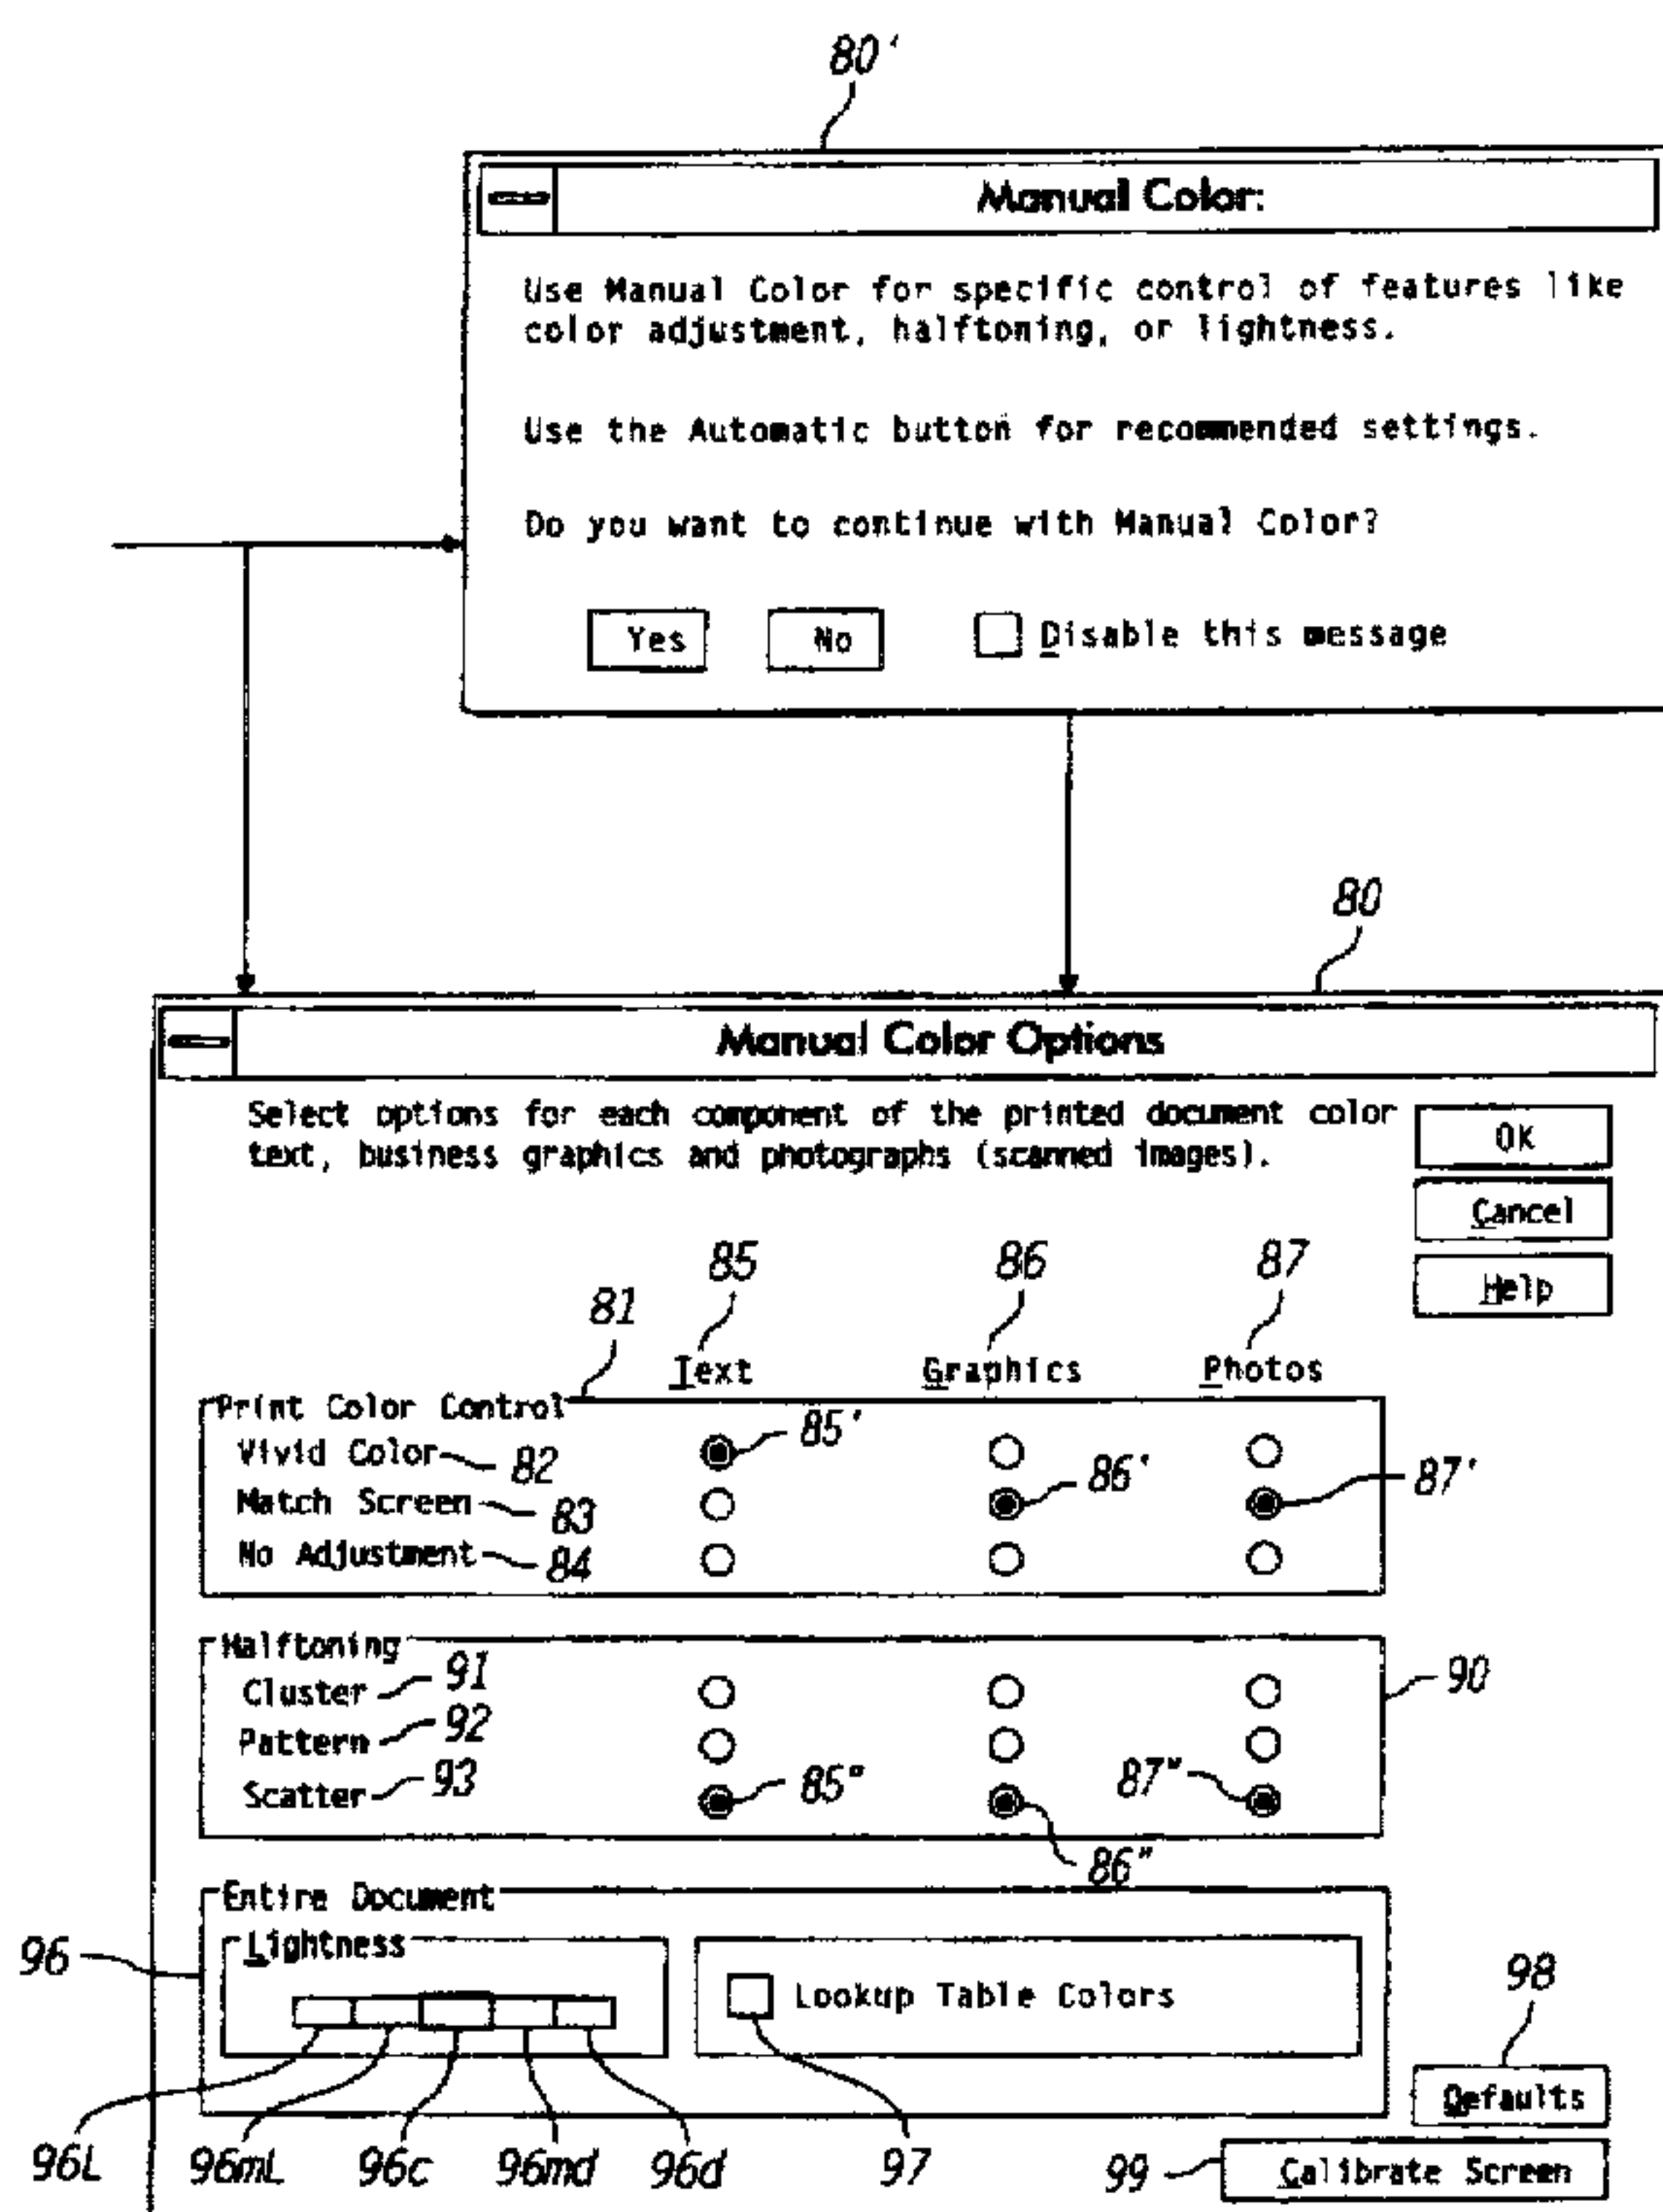 80'
Manual Color:
Use Manual Color for specific control of features like
color adjustment, halftoning, or lightness.
Use the Automatic button for recommended settings.
Do you want to continue with Manual Color?
Yes No Disable this message
80
Manual Color Options
Select options for each component of the printed document color
text, business graphics and photographs (scanned images).
OK
Cancel
Help
85 86 87
81
Text Graphics Photos
Print Color Control
Vivid Color 82 85'
Match Screen 83 86' 87'
No Adjustment 84
Halftoning
Cluster 91 90
Pattern 92
Scatter 93 85" 87"
86"
Entire Document
96 Lightness
Lookup Table Colors
98
Defaults
96L 96mL 96c 96md 96d 97 99 Calibrate Screen